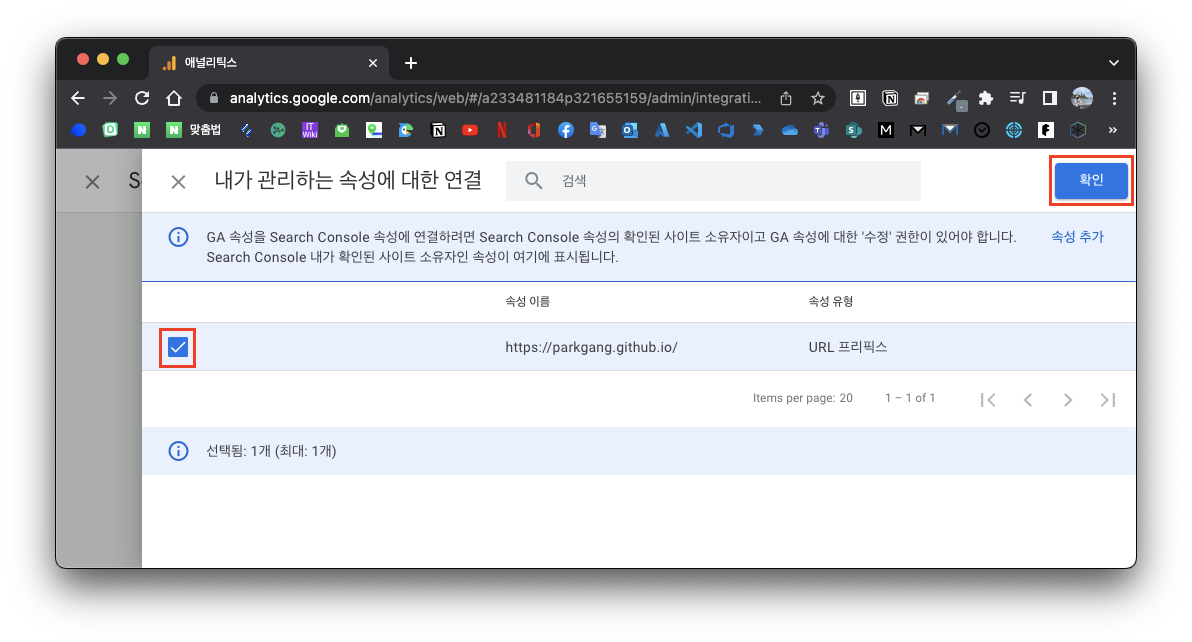 애널리틱스
analytics.google.com/analytics/web/#/a233481184p321655159/admin/integrati...
맞춤법
IT Wiki
S
내가 관리하는 속성에 대한 연결
검색
확인
GA 속성을 Search Console 속성에 연결하려면 Search Console 속성의 확인된 사이트 소유자이고 GA 속성에 대한 '수정' 권한이 있어야 합니다.
Search Console 내가 확인된 사이트 소유자인 속성이 여기에 표시됩니다.
속성 추가
속성 이름
속성 유형
https://parkgang.github.io/
URL 프리픽스
Items per page: 20
1 – 1 of 1
선택됨: 1개 (최대: 1개)